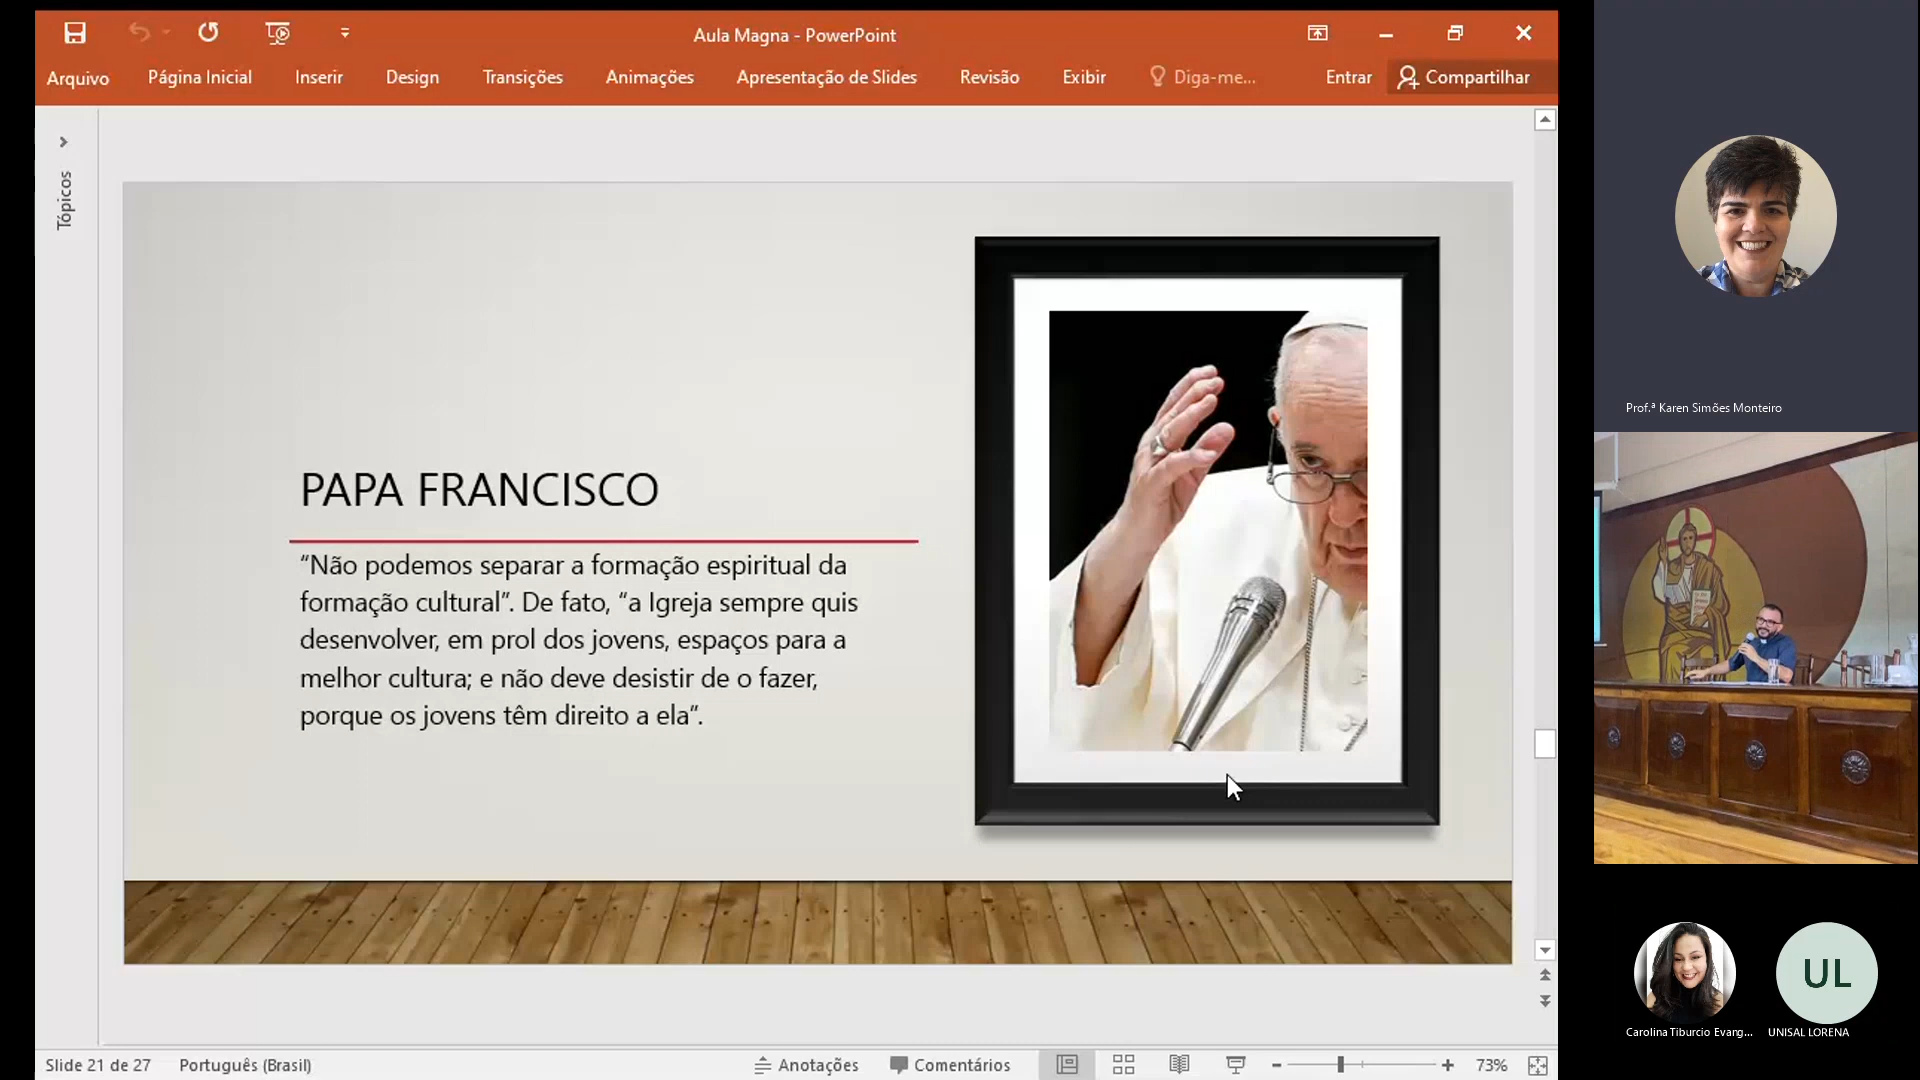 Aula Magna - PowerPoint
Arquivo Página Inicial Inserir Design Transições Animações Apresentação de Slides Revisão Exibir Diga-me... Entrar Compartilhar
Tópicos
PAPA FRANCISCO
“Não podemos separar a formação espiritual da
formação cultural”. De fato, “a Igreja sempre quis
desenvolver, em prol dos jovens, espaços para a
melhor cultura; e não deve desistir de o fazer,
porque os jovens têm direito a ela”.
Slide 21 de 27 Português (Brasil) Anotações Comentários 73%
Prof.ª Karen Simões Monteiro
UL
Carolina Tiburcio Evang... UNISAL LORENA